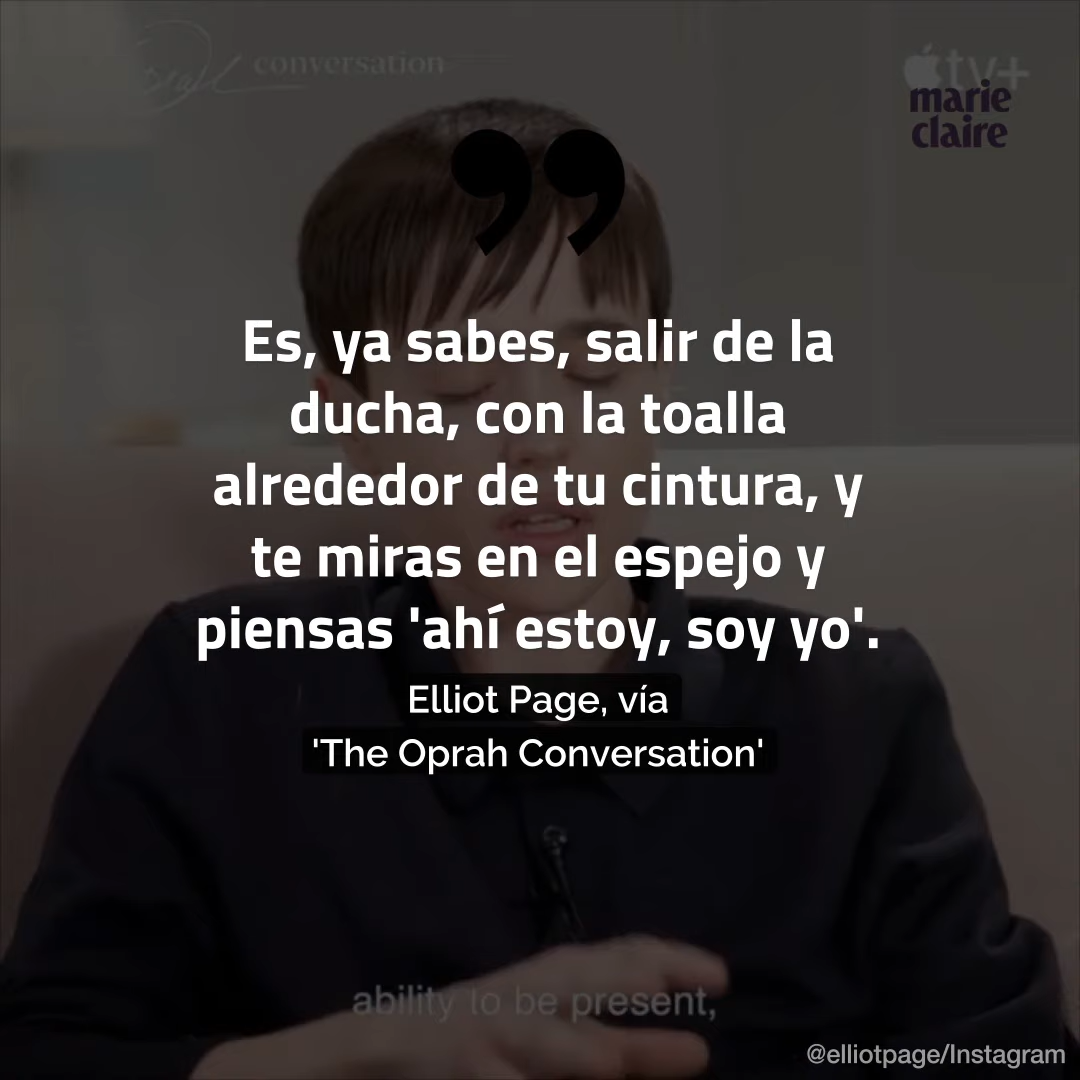 conversation
tv+
marie
claire
”
Es, ya sabes, salir de la
ducha, con la toalla
alrededor de tu cintura, y
te miras en el espejo y
piensas 'ahí estoy, soy yo'.
Elliot Page, vía
'The Oprah Conversation'
ability to be present,
@elliotpage/Instagram